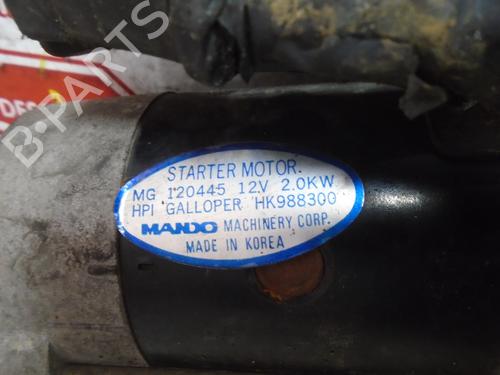 STARTER MOTOR.
MG 120445 12V 2.0KW
HPI GALLOPER HK988300
MANDO MACHINERY CORP.
MADE IN KOREA
B-PARTS